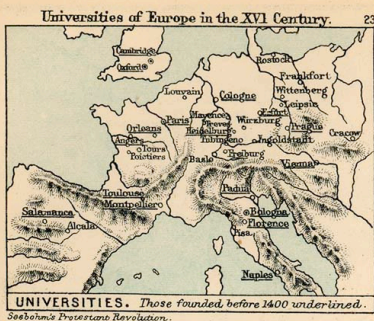 Universities of Europe in the XVI Century.
23
Cambridge
Oxford
Rostock
Frankfort
Wittenberg
Leipsic
Louvain
Cologne
Erfurt
Mayence
Treves
Wurzburg
Prague
Paris
Heidelberg
Cracow
Orleans
Tubingen
Ingoldstadt
Angers
Tours
Poistiers
Basle
Freiburg
Vienna
Toulouse
Montpellier
Padua
Salamanca
Alcala
Bologna
Florence
Pisa
Naples
UNIVERSITIES. Those founded before 1400 underlined.
Seebohm's Protestant Revolution.